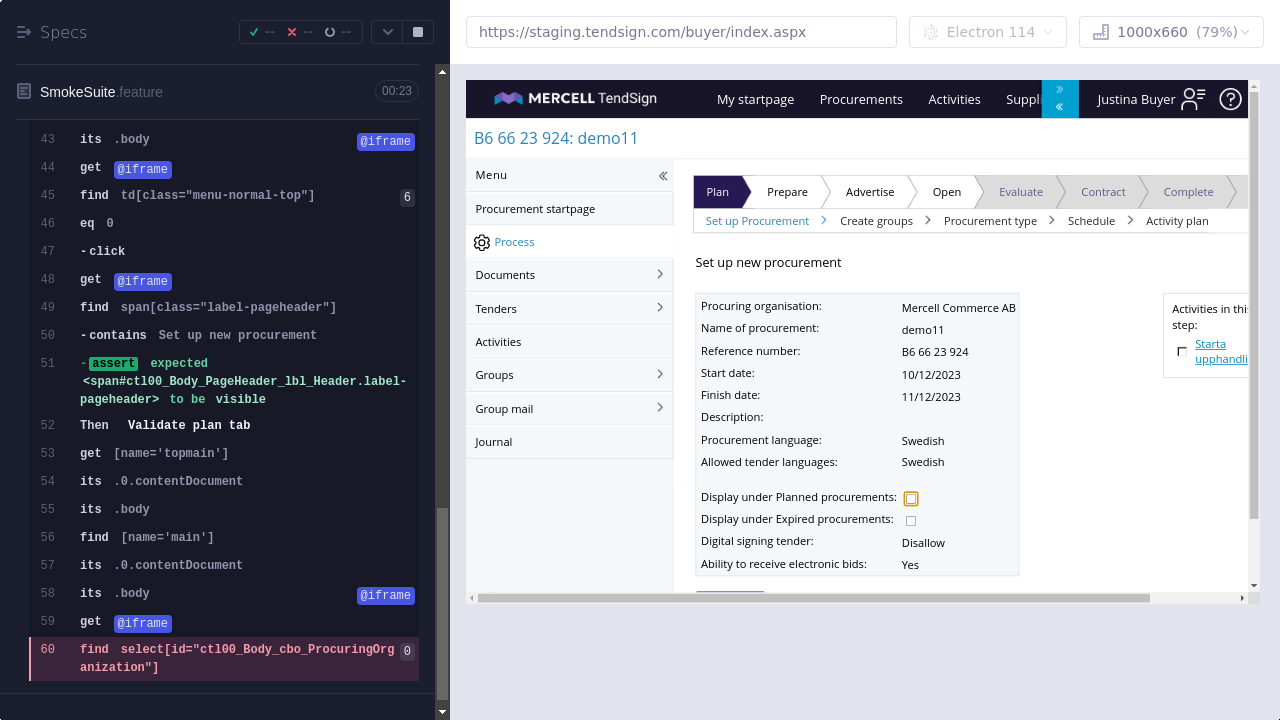 Specs
--
--
--
https://staging.tendsign.com/buyer/index.aspx
Electron 114
1000x660 (79%)
SmokeSuite.feature
00:23
43 its .body @iframe
44 get @iframe
45 find td[class="menu-normal-top"] 6
46 eq 0
47 -click
48 get @iframe
49 find span[class="label-pageheader"]
50 -contains Set up new procurement
51 -assert expected
<span#ctl00_Body_PageHeader_lbl_Header.label-
pageheader> to be visible
52 Then Validate plan tab
53 get [name='topmain']
54 its .0.contentDocument
55 its .body
56 find [name='main']
57 its .0.contentDocument
58 its .body @iframe
59 get @iframe
60 find select[id="ctl00_Body_cbo_ProcuringOrg 0
anization"]
MERCELL TendSign
My startpage
Procurements
Activities
Suppli
»
«
Justina Buyer
?
B6 66 23 924: demo11
Menu «
Procurement startpage
Process
Documents
Tenders
Activities
Groups
Group mail
Journal
Plan
Prepare
Advertise
Open
Evaluate
Contract
Complete
Set up Procurement
Create groups
Procurement type
Schedule
Activity plan
Set up new procurement
Procuring organisation: Mercell Commerce AB
Name of procurement: demo11
Reference number: B6 66 23 924
Start date: 10/12/2023
Finish date: 11/12/2023
Description:
Procurement language: Swedish
Allowed tender languages: Swedish
Display under Planned procurements:
Display under Expired procurements:
Digital signing tender: Disallow
Ability to receive electronic bids: Yes
Activities in this
step:
Starta
upphandli